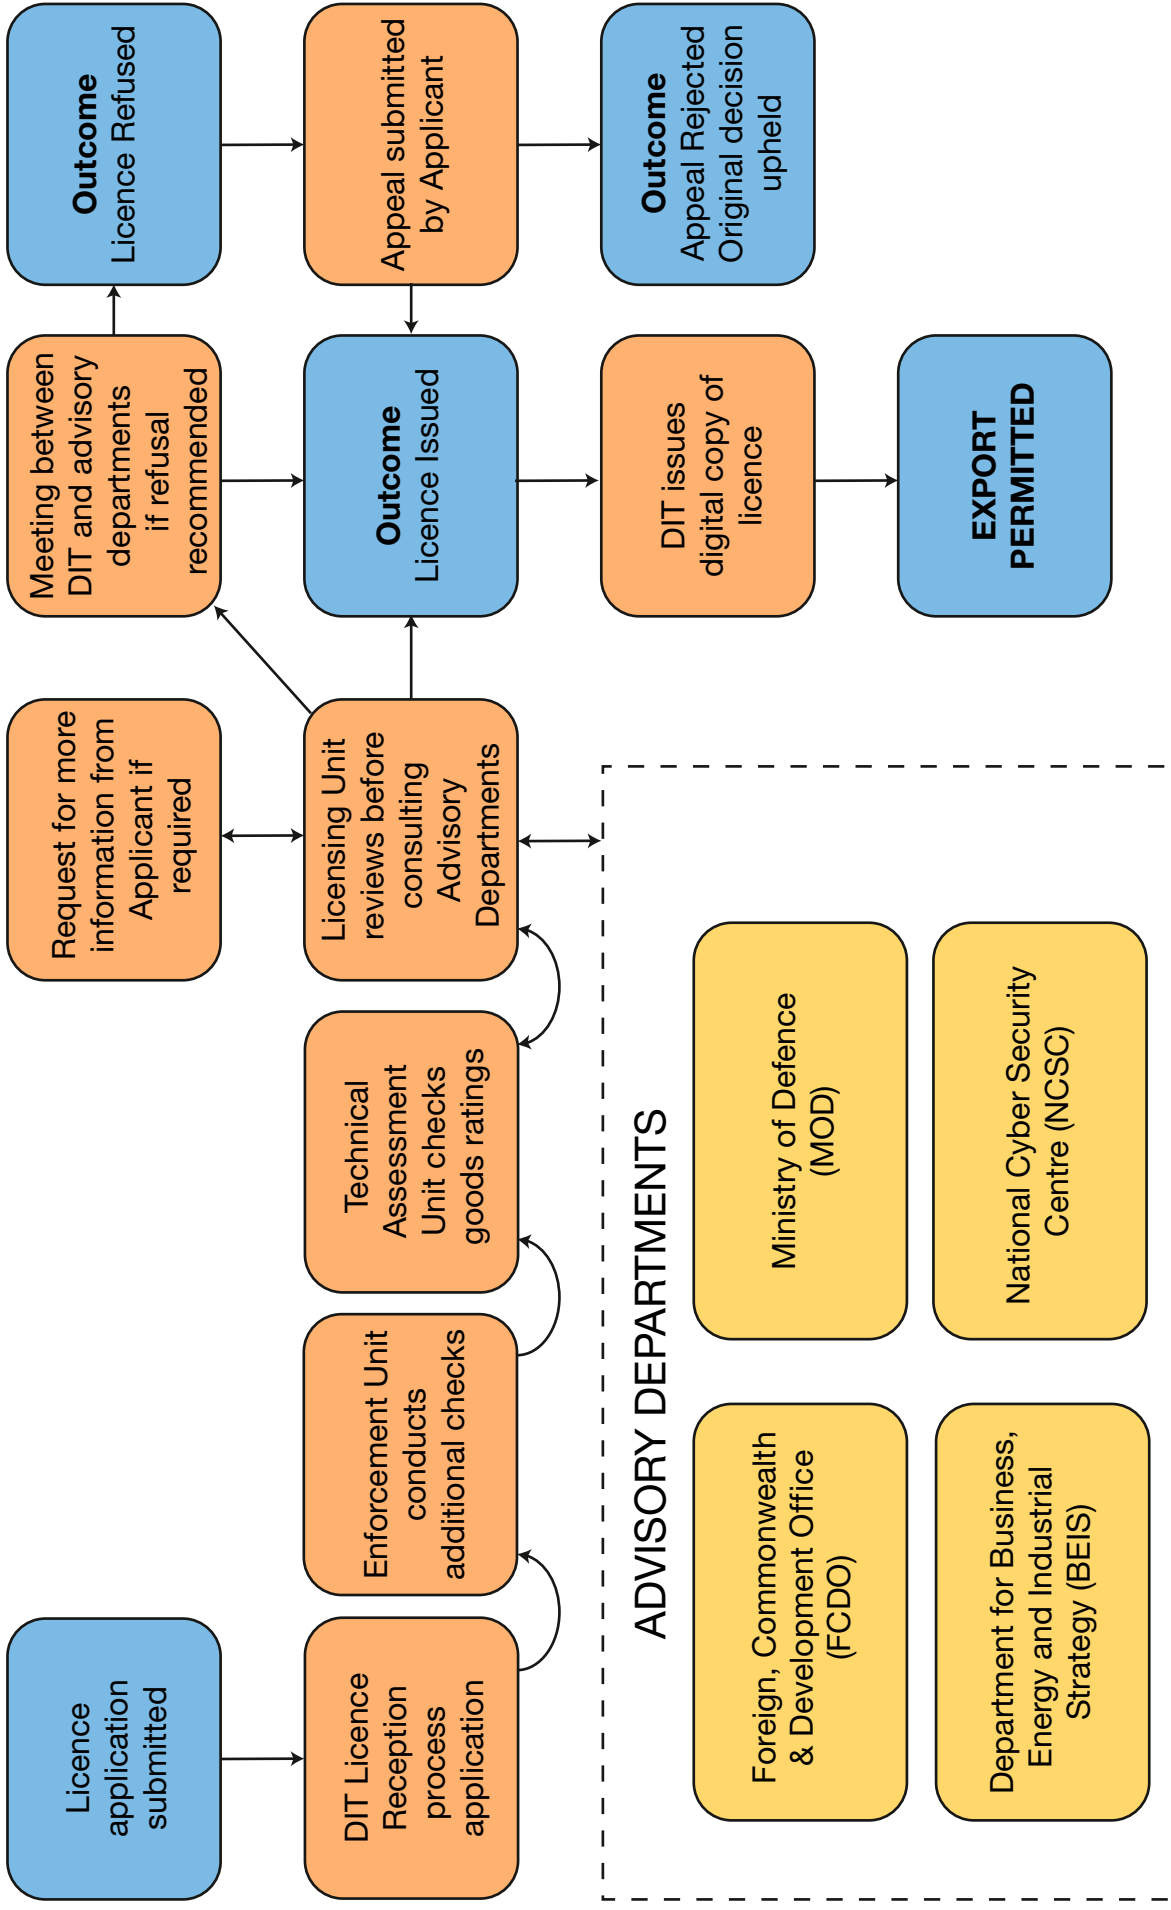 Licence
application
submitted
DIT Licence
Reception
process
application
Enforcement Unit
conducts
additional checks
Technical
Assessment
Unit checks
goods ratings
Request for more
information from
Applicant if
required
Licensing Unit
reviews before
consulting
Advisory
Departments
Meeting between
DIT and advisory
departments
if refusal
recommended
Outcome
Licence Refused
Outcome
Licence Issued
Appeal submitted
by Applicant
DIT issues
digital copy of
licence
Outcome
Appeal Rejected
Original decision
upheld
EXPORT
PERMITTED
ADVISORY DEPARTMENTS
Foreign, Commonwealth
& Development Office
(FCDO)
Ministry of Defence
(MOD)
Department for Business,
Energy and Industrial
Strategy (BEIS)
National Cyber Security
Centre (NCSC)